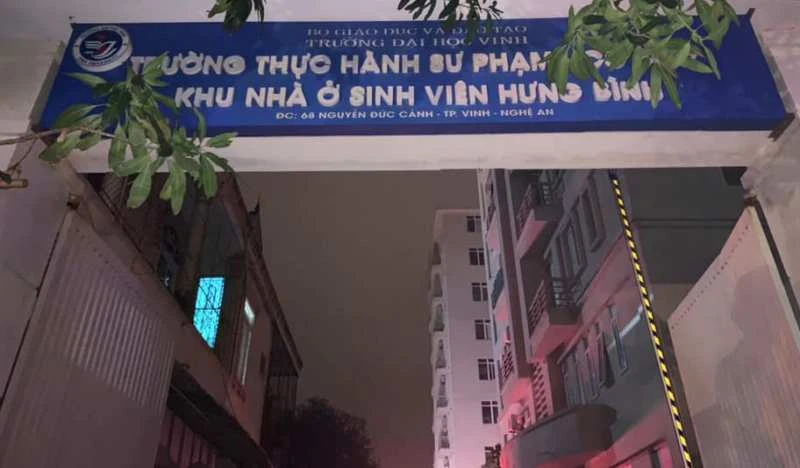 BỘ GIÁO DỤC VÀ ĐÀO TẠO
TRƯỜNG ĐẠI HỌC VINH
TRƯỜNG THỰC HÀNH SƯ PHẠM
KHU NHÀ Ở SINH VIÊN HƯNG BÌNH
ĐC: 68 NGUYỄN ĐỨC CẢNH - TP. VINH - NGHỆ AN